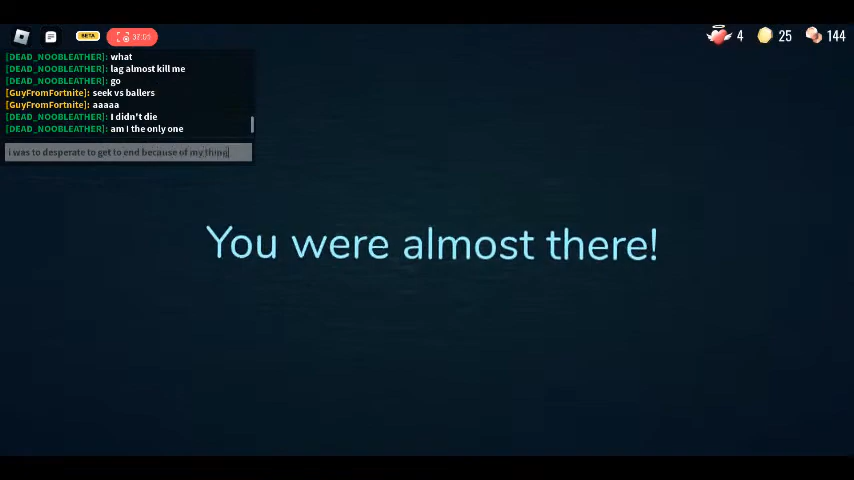 BETA
37:05
4
25
144
[DEAD_NOOBLEATHER]: what
[DEAD_NOOBLEATHER]: lag almost kill me
[DEAD_NOOBLEATHER]: go
[GuyFromFortnite]: seek vs ballers
[GuyFromFortnite]: aaaaa
[DEAD_NOOBLEATHER]: I didn't die
[DEAD_NOOBLEATHER]: am I the only one
i was to desperate to get to end because of my thing
You were almost there!